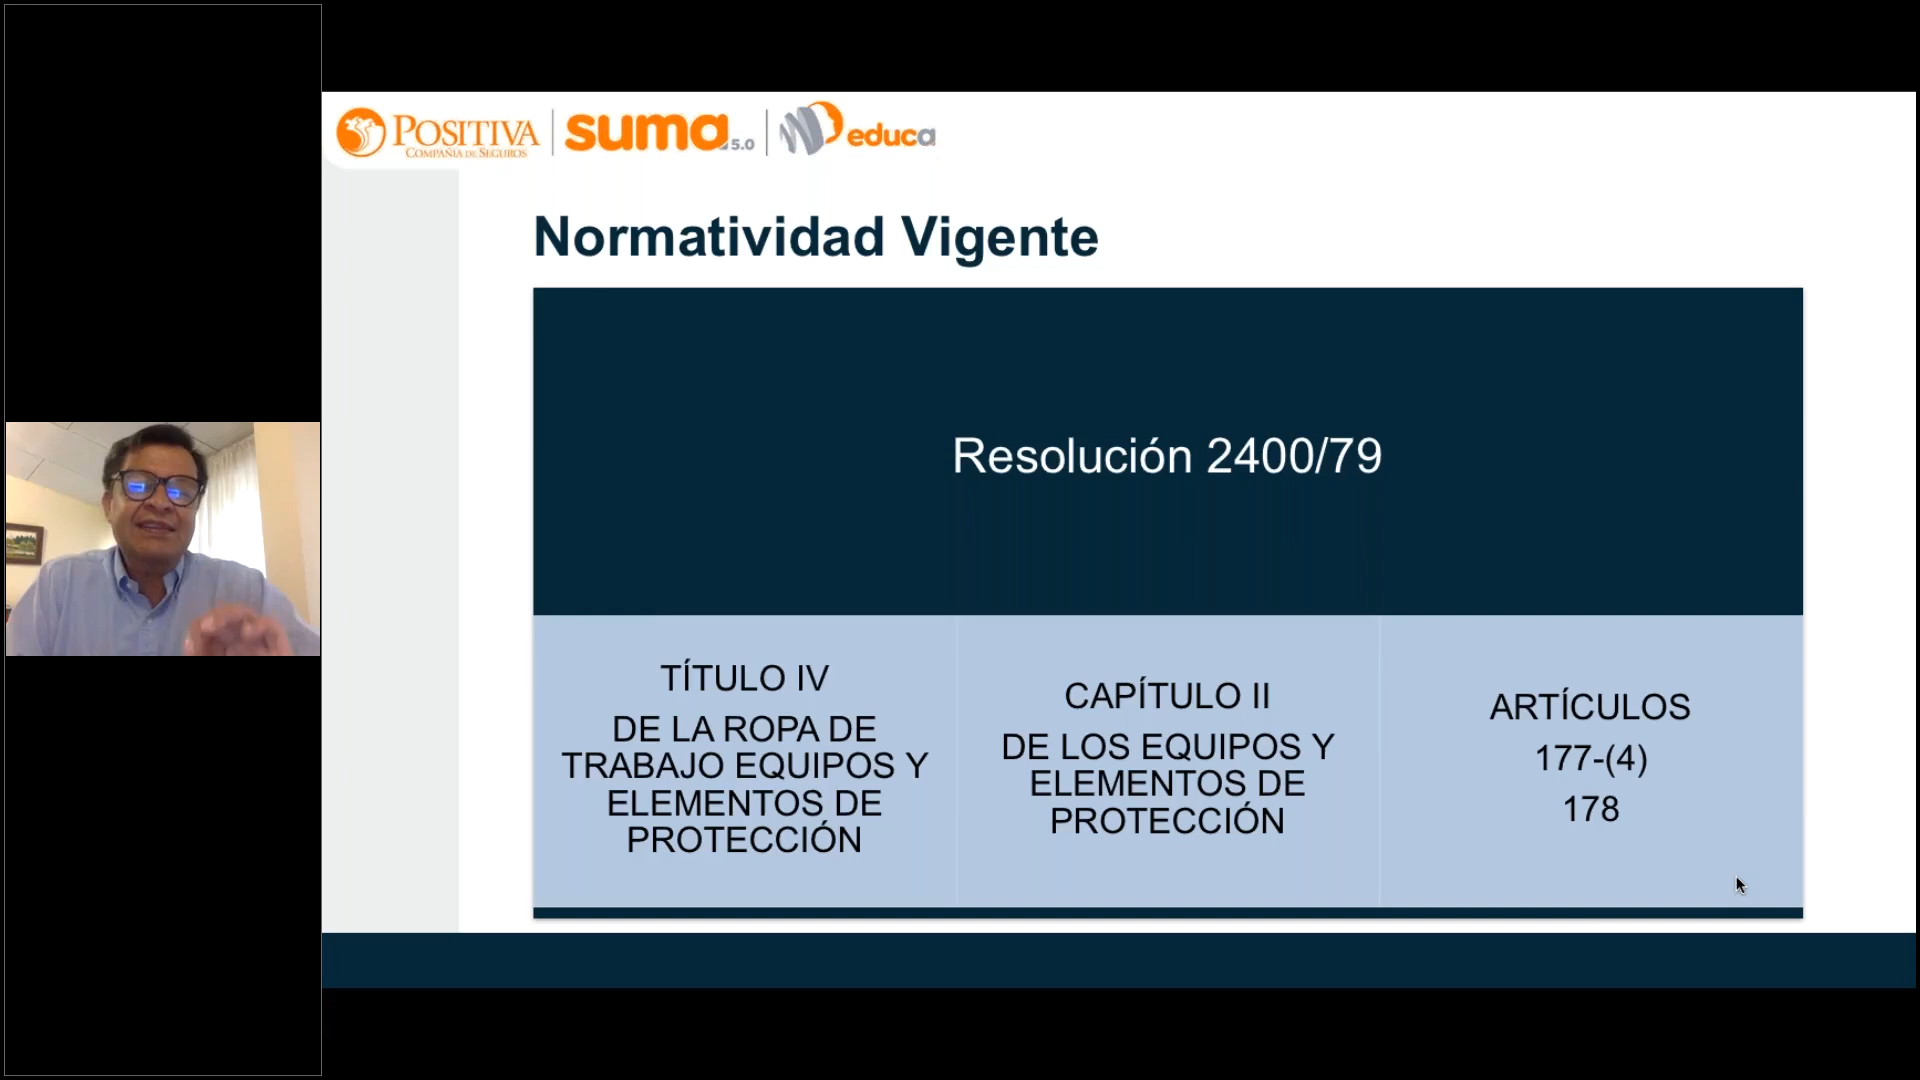 POSITIVA
COMPAÑÍA DE SEGUROS
suma 5.0
educa
Normatividad Vigente
Resolución 2400/79
TÍTULO IV
DE LA ROPA DE
TRABAJO EQUIPOS Y
ELEMENTOS DE
PROTECCIÓN
CAPÍTULO II
DE LOS EQUIPOS Y
ELEMENTOS DE
PROTECCIÓN
ARTÍCULOS
177-(4)
178